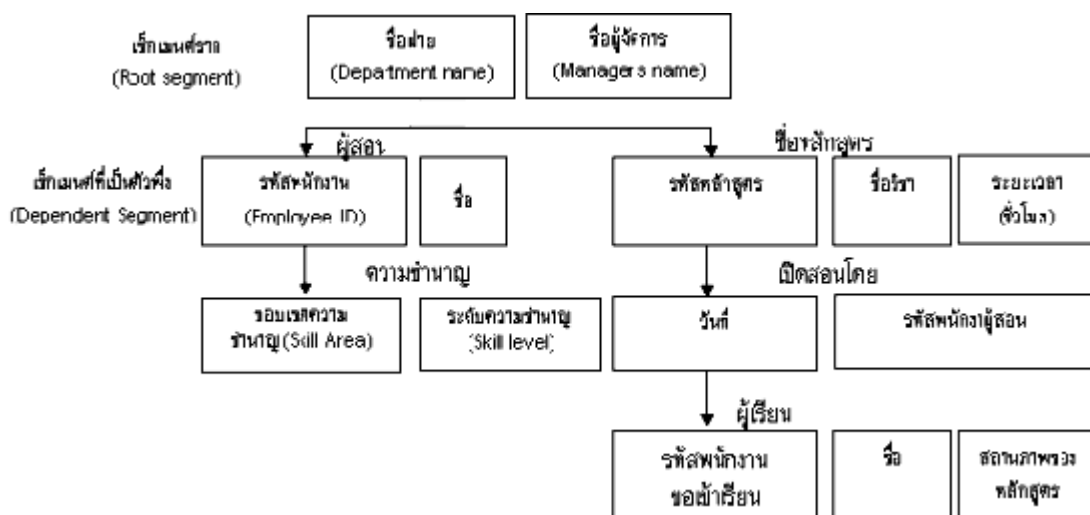 เซ็กเมนต์ราก
(Root segment)
ชื่อฝ่าย
(Department name)
ชื่อผู้จัดการ
(Managers name)
ผู้สอน
ชื่อหลักสูตร
เซ็กเมนต์ที่เป็นตัวพึ่ง
(Dependent Segment)
รหัสพนักงาน
(Employee ID)
ชื่อ
รหัสหลักสูตร
ชื่อวิชา
ระยะเวลา
(ชั่วโมง)
ความชำนาญ
เปิดสอนโดย
ขอบเขตความ
ชำนาญ(Skill Area)
ระดับความชำนาญ
(Skill level)
วันที่
รหัสพนักงาผู้สอน
ผู้เรียน
รหัสพนักงาน
ขอเข้าเรียน
ชื่อ
สถานภาพของ
หลักสูตร